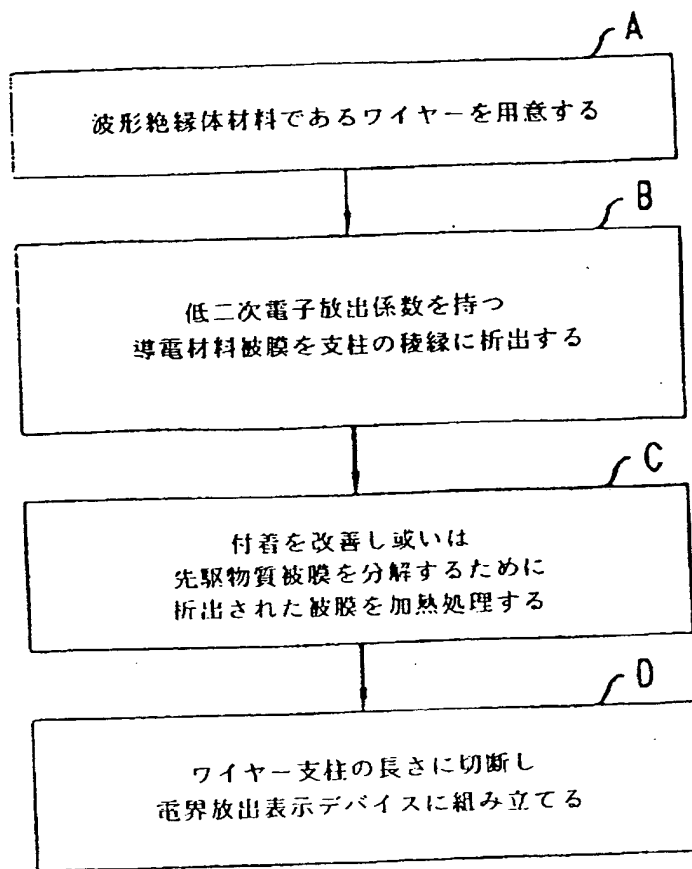 A
波形絶縁体材料であるワイヤーを用意する
B
低二次電子放出係数を持つ
導電材料被膜を支柱の稜縁に折出する
C
付着を改善し或いは
先駆物質被膜を分解するために
折出された被膜を加熱処理する
D
ワイヤー支柱の長さに切断し
電界放出表示デバイスに組み立てる